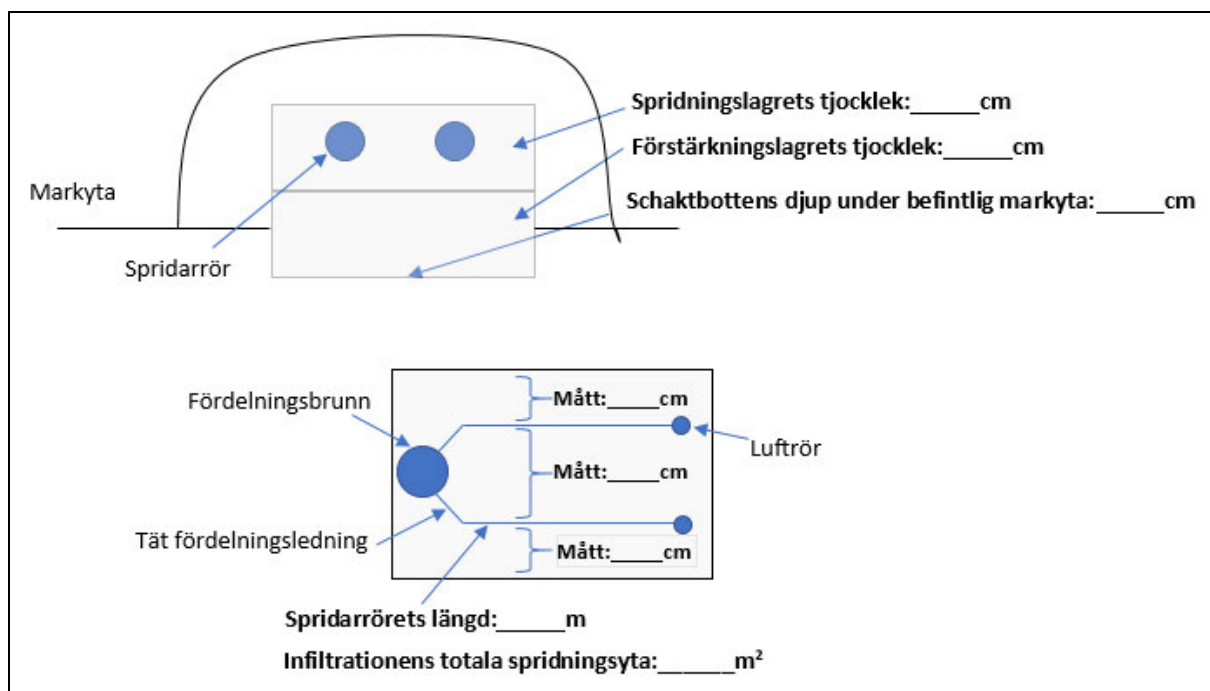 Spridningslagrets tjocklek:______cm
Förstärkningslagrets tjocklek:______cm
Markyta
Schaktbottens djup under befintlig markyta:______cm
Spridarrör
Fördelningsbrunn
Mått:_____cm
Luftrör
Mått:_____cm
Tät fördelningsledning
Mått:_____cm
Spridarrörets längd:______m
Infiltrationens totala spridningsyta:______m²